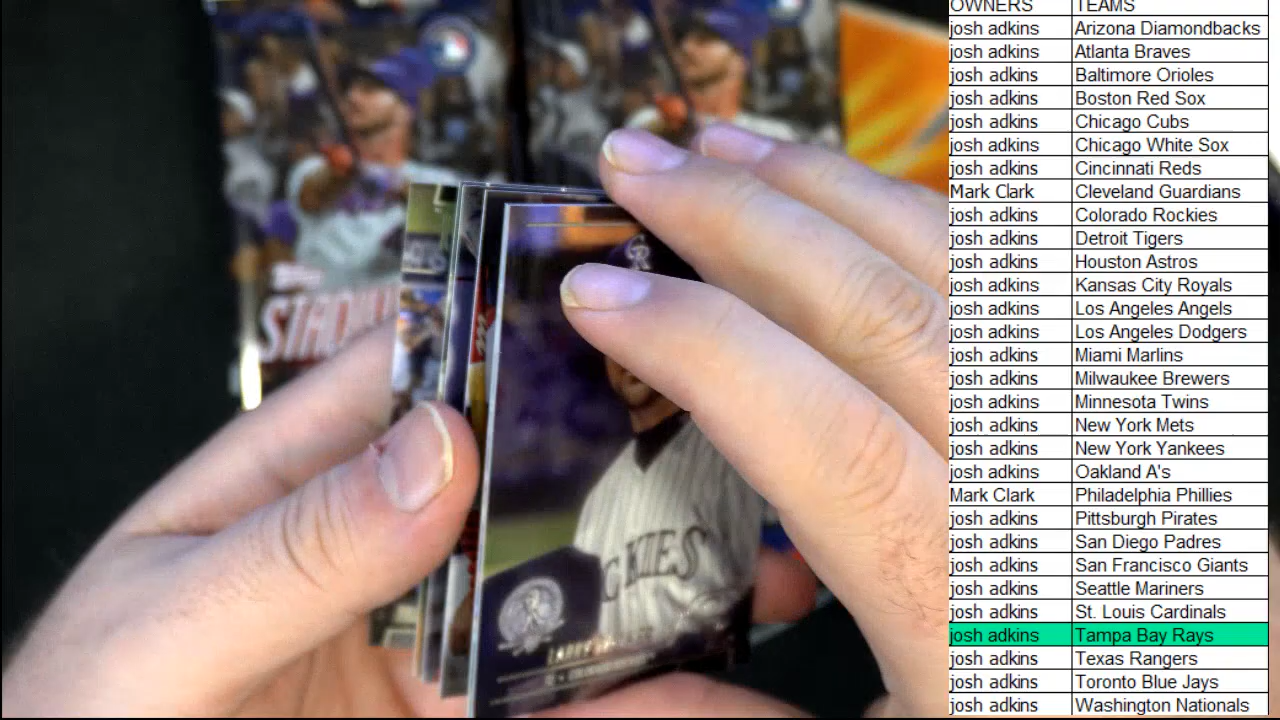 OWNERS TEAMS
josh adkins Arizona Diamondbacks
josh adkins Atlanta Braves
josh adkins Baltimore Orioles
josh adkins Boston Red Sox
josh adkins Chicago Cubs
josh adkins Chicago White Sox
josh adkins Cincinnati Reds
Mark Clark Cleveland Guardians
josh adkins Colorado Rockies
josh adkins Detroit Tigers
josh adkins Houston Astros
josh adkins Kansas City Royals
josh adkins Los Angeles Angels
josh adkins Los Angeles Dodgers
josh adkins Miami Marlins
josh adkins Milwaukee Brewers
josh adkins Minnesota Twins
josh adkins New York Mets
josh adkins New York Yankees
josh adkins Oakland A's
Mark Clark Philadelphia Phillies
josh adkins Pittsburgh Pirates
josh adkins San Diego Padres
josh adkins San Francisco Giants
josh adkins Seattle Mariners
josh adkins St. Louis Cardinals
josh adkins Tampa Bay Rays
josh adkins Texas Rangers
josh adkins Toronto Blue Jays
josh adkins Washington Nationals
CR
KIES